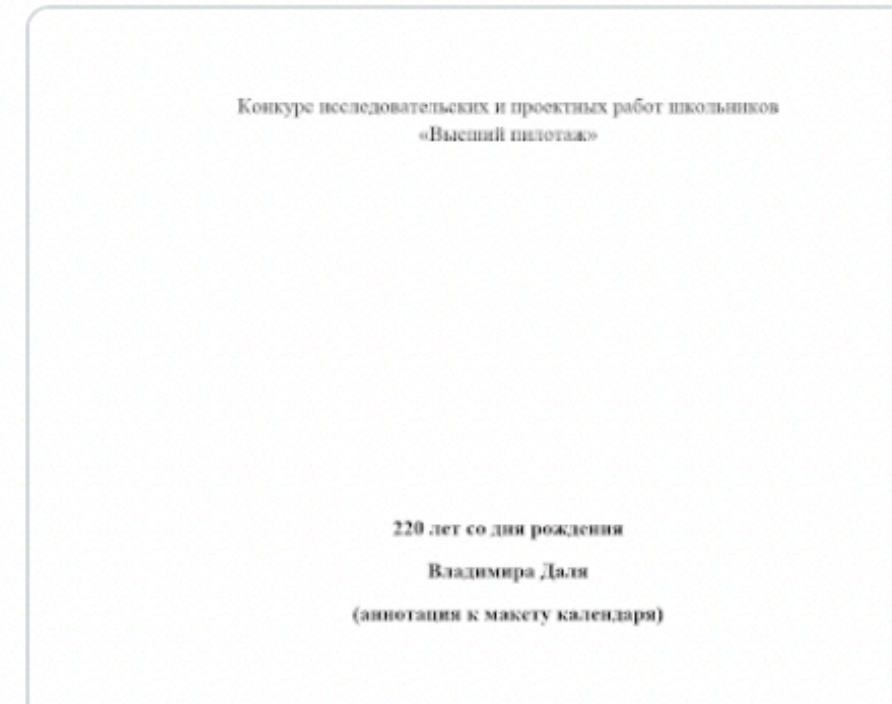 Конкурс исследовательских и проектных работ школьников
«Высший пилотаж»
220 лет со дня рождения
Владимира Даля
(аннотация к макету календаря)